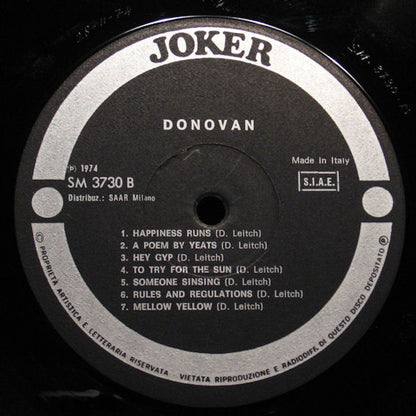 JOKER
DONOVAN
℗ 1974
SM 3730 B
Distribuz.: SAAR Milano
Made in Italy
S.I.A.E.
1. HAPPINESS RUNS (D. Leitch)
2. A POEM BY YEATS (D. Leitch)
3. HEY GYP (D. Leitch)
4. TO TRY FOR THE SUN (D. Leitch)
5. SOMEONE SINSING (D. Leitch)
6. RULES AND REGULATIONS (D. Leitch)
7. MELLOW YELLOW (D. Leitch)
© PROPRIETA ARTISTICA E LETTERARIA RISERVATA - VIETATA RIPRODUZIONE E RADIODIFF. DI QUESTO DISCO DEPOSITATO ℗